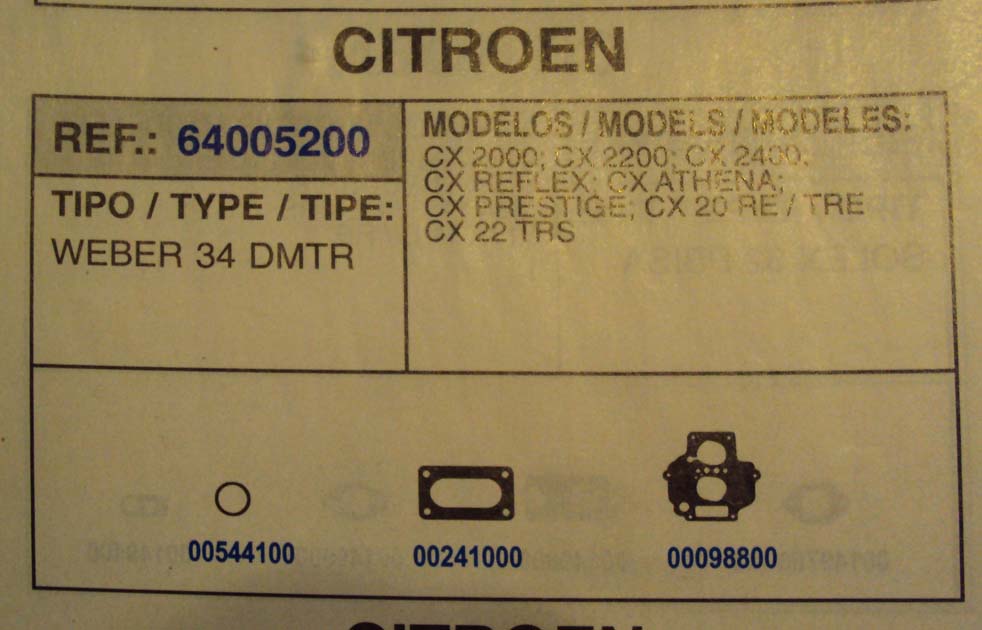 CITROEN
REF.: 64005200
TIPO / TYPE / TIPE:
WEBER 34 DMTR
MODELOS / MODELS / MODELES:
CX 2000; CX 2200; CX 2400;
CX REFLEX; CX ATHENA;
CX PRESTIGE; CX 20 RE / TRE
CX 22 TRS
00544100
00241000
00098800
CITROEN